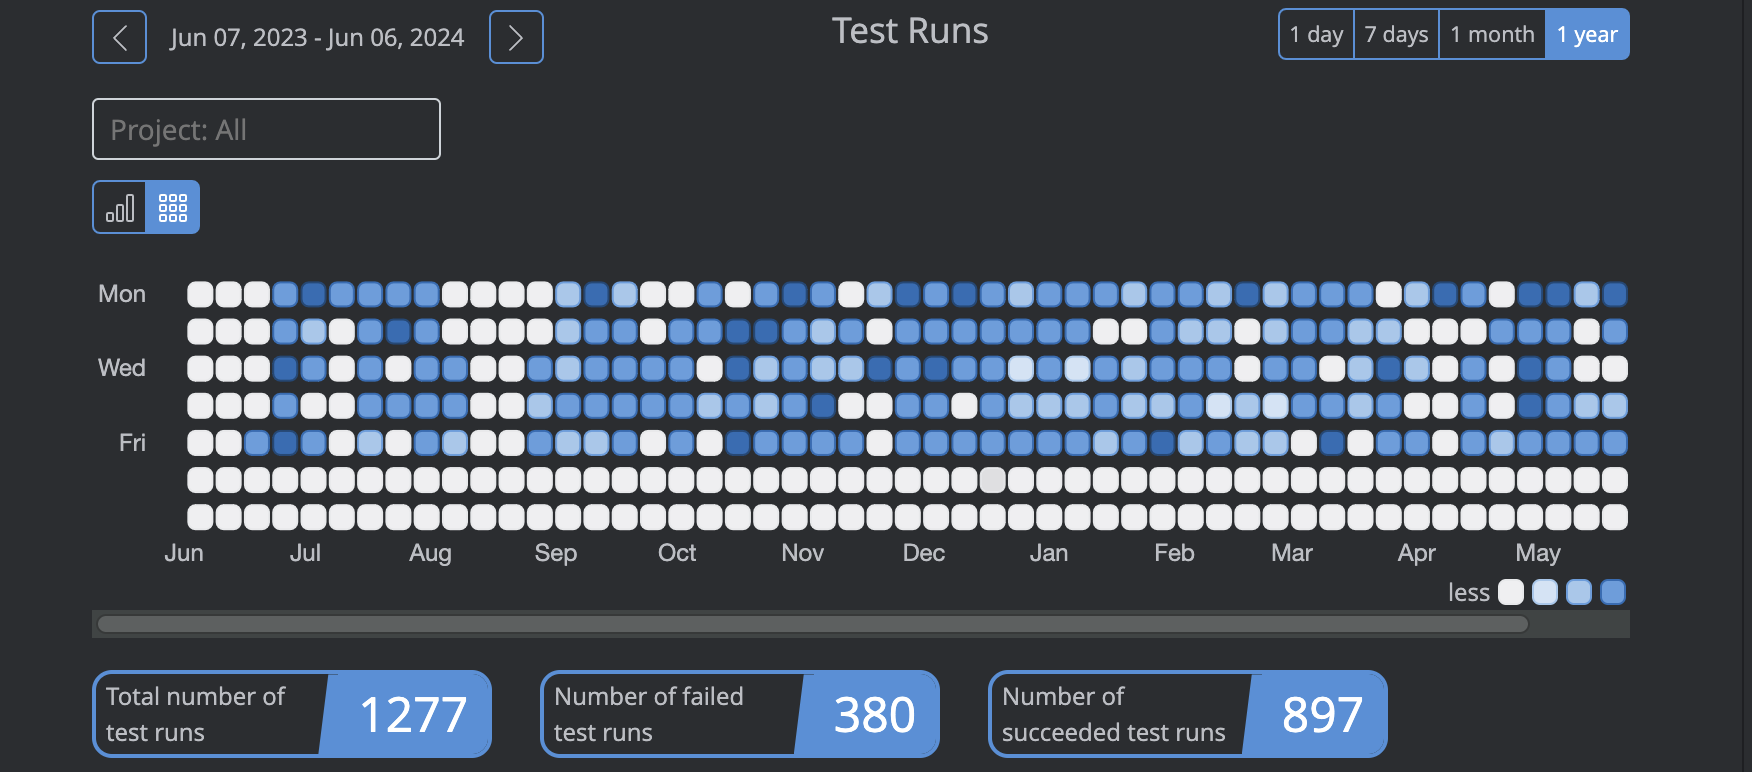 Jun 07, 2023 - Jun 06, 2024
Test Runs
1 day 7 days 1 month 1 year
Project: All
Mon
Wed
Fri
Jun Jul Aug Sep Oct Nov Dec Jan Feb Mar Apr May
less
Total number of
test runs
1277
Number of failed
test runs
380
Number of
succeeded test runs
897